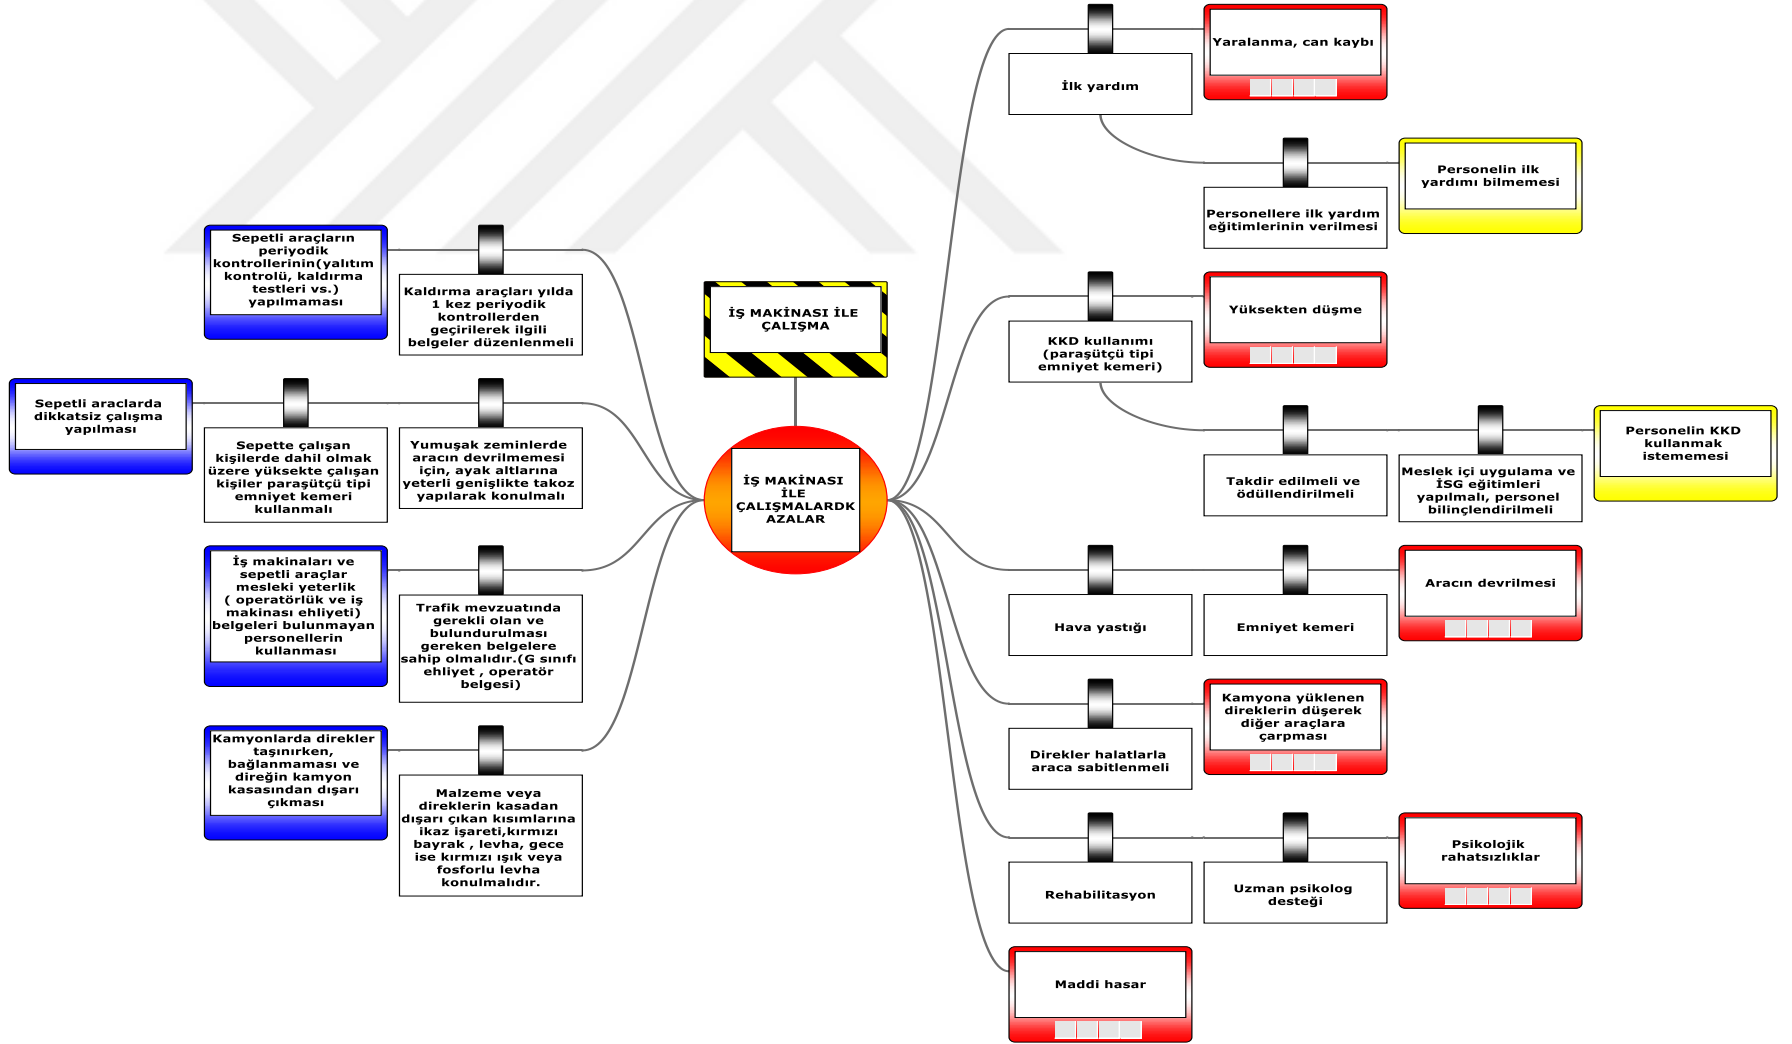 Sepetli araçların
periyodik
kontrollerinin(yalıtım
kontrolü, kaldırma
testleri vs.)
yapılmaması
Kaldırma araçları yılda
1 kez periyodik
kontrollerden
geçirilerek ilgili
belgeler düzenlenmeli
Sepetli araclarda
dikkatsiz çalışma
yapılması
Sepette çalışan
kişilerde dahil olmak
üzere yüksekte çalışan
kişiler paraşütçü tipi
emniyet kemeri
kullanmalı
Yumuşak zeminlerde
aracın devrilmemesi
için, ayak altlarına
yeterli genişlikte takoz
yapılarak konulmalı
İş makinaları ve
sepetli araçlar
mesleki yeterlik
( operatörlük ve iş
makinası ehliyeti)
belgeleri bulunmayan
personellerin
kullanması
Trafik mevzuatında
gerekli olan ve
bulundurulması
gereken belgelere
sahip olmalıdır.(G sınıfı
ehliyet , operatör
belgesi)
Kamyonlarda direkler
taşınırken,
bağlanmaması ve
direğin kamyon
kasasından dışarı
çıkması
Malzeme veya
direklerin kasadan
dışarı çıkan kısımlarına
ikaz işareti,kırmızı
bayrak , levha, gece
ise kırmızı ışık veya
fosforlu levha
konulmalıdır.
İŞ MAKİNASI İLE
ÇALIŞMA
İŞ MAKİNASI
İLE
ÇALIŞMALARDK
AZALAR
İlk yardım
Yaralanma, can kaybı
Personellere ilk yardım
eğitimlerinin verilmesi
Personelin ilk
yardımı bilmemesi
KKD kullanımı
(paraşütçü tipi
emniyet kemeri)
Yüksekten düşme
Takdir edilmeli ve
ödüllendirilmeli
Meslek içi uygulama ve
İSG eğitimleri
yapılmalı, personel
bilinçlendirilmeli
Personelin KKD
kullanmak
istememesi
Hava yastığı
Emniyet kemeri
Aracın devrilmesi
Direkler halatlarla
araca sabitlenmeli
Kamyona yüklenen
direklerin düşerek
diğer araçlara
çarpması
Rehabilitasyon
Uzman psikolog
desteği
Psikolojik
rahatsızlıklar
Maddi hasar